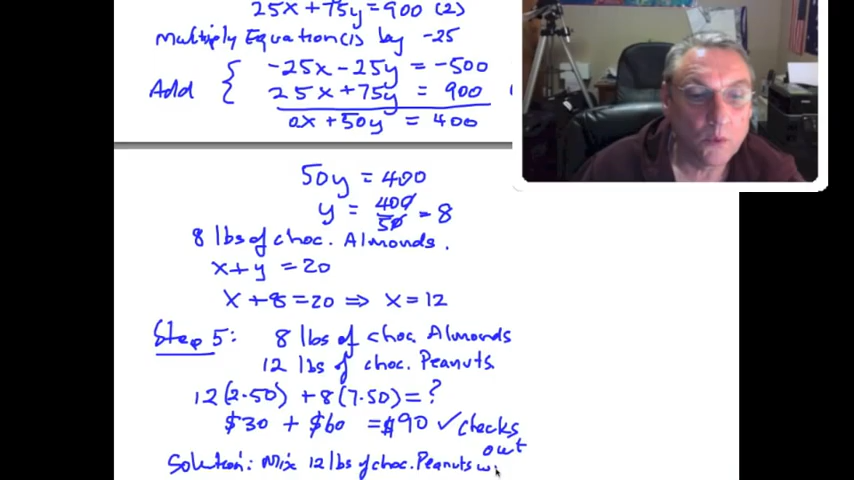 25x + 75y = 900 (2)
Multiply Equation(1) by -25
-25x - 25y = -500
Add { 25x + 75y = 900
0x + 50y = 400
50y = 400
y = 400/50 = 8
8 lbs of choc. Almonds.
x + y = 20
x + 8 = 20 ⇒ x = 12
Step 5: 8 lbs of choc Almonds
12 lbs of choc. Peanuts
12(2.50) + 8(7.50) = ?
$30 + $60 = $90 ✓ checks
out
Solution: Mix 12 lbs of choc. Peanuts wi